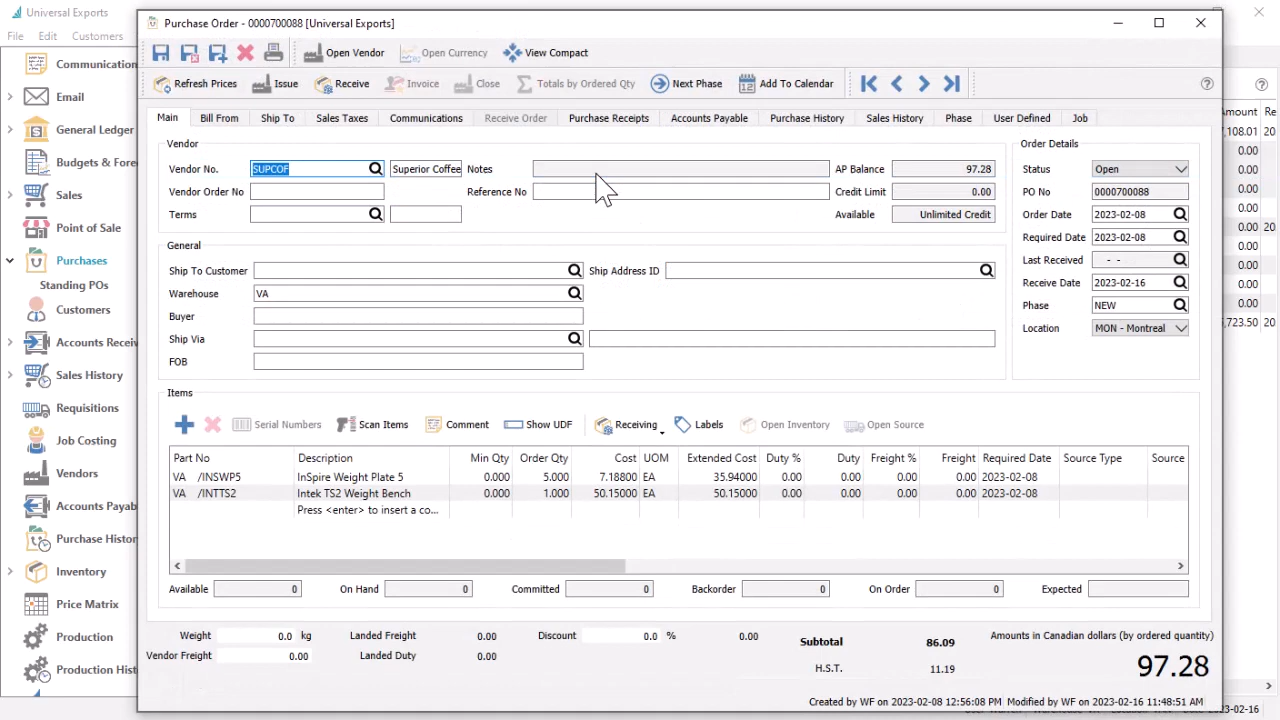 Universal Exports
File Edit Customers
Communication
Email
General Ledger
Budgets & Fore
Sales
Point of Sale
Purchases
Standing POs
Customers
Accounts Recei
Sales History
Requisitions
Job Costing
Vendors
Accounts Payab
Purchase Histor
Inventory
Price Matrix
Production
Production Hist
Purchase Order - 0000700088 [Universal Exports]
Open Vendor Open Currency View Compact
Refresh Prices Issue Receive Invoice Close Totals by Ordered Qty Next Phase 12 Add To Calendar
Main Bill From Ship To Sales Taxes Communications Receive Order Purchase Receipts Accounts Payable Purchase History Sales History Phase User Defined Job
Vendor
Vendor No. SUPCOF Superior Coffee Notes AP Balance 97.28
Vendor Order No Reference No Credit Limit 0.00
Terms Available Unlimited Credit
General
Ship To Customer Ship Address ID
Warehouse VA
Buyer
Ship Via
FOB
Order Details
Status Open
PO No 0000700088
Order Date 2023-02-08
Required Date 2023-02-08
Last Received - -
Receive Date 2023-02-16
Phase NEW
Location MON - Montreal
Items
Serial Numbers Scan Items Comment Show UDF Receiving Labels Open Inventory Open Source
Part No Description Min Qty Order Qty Cost UOM Extended Cost Duty % Duty Freight % Freight Required Date Source Type Source
VA /INSWP5 InSpire Weight Plate 5 0.000 5.000 7.18800 EA 35.94000 0.00 0.00 0.00 0.00 2023-02-08
VA /INTTS2 Intek TS2 Weight Bench 0.000 1.000 50.15000 EA 50.15000 0.00 0.00 0.00 0.00 2023-02-08
Press <enter> to insert a co...
Available 0 On Hand 0 Committed 0 Backorder 0 On Order 0 Expected
Weight 0.0 kg Landed Freight 0.00 Discount 0.0 % 0.00 Subtotal 86.09 Amounts in Canadian dollars (by ordered quantity)
Vendor Freight 0.00 Landed Duty 0.00 H.S.T. 11.19 97.28
Created by WF on 2023-02-08 12:56:08 PM Modified by WF on 2023-02-16 11:48:51 AM
Amount Re
7,108.01 20
0.00
0.00
0.00
0.00 20
0.00
0.00
0.00
0.00
0.00
20
2023-02-16